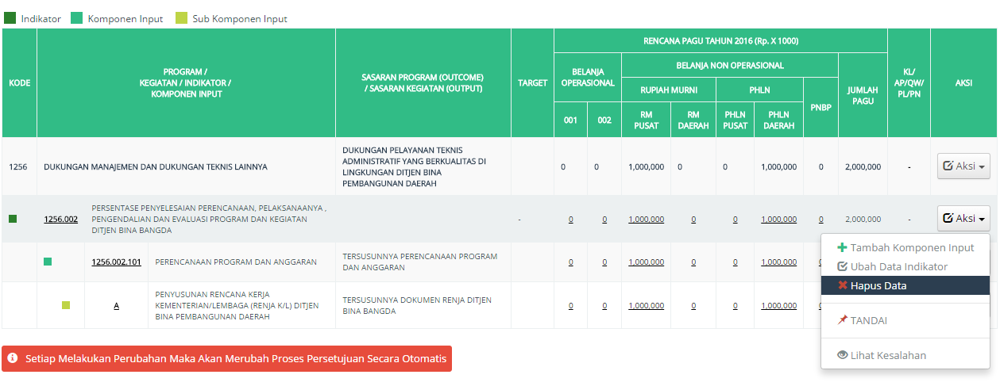 Indikator Komponen Input Sub Komponen Input
KODE
PROGRAM /
KEGIATAN / INDIKATOR /
KOMPONEN INPUT
SASARAN PROGRAM (OUTCOME)
/ SASARAN KEGIATAN (OUTPUT)
TARGET
RENCANA PAGU TAHUN 2016 (Rp. X 1000)
BELANJA
OPERASIONAL
BELANJA NON OPERASIONAL
RUPIAH MURNI
PHLN
PNBP
JUMLAH
PAGU
KL/
AP/QW/
PL/PN
AKSI
001
002
RM
PUSAT
RM
DAERAH
PHLN
PUSAT
PHLN
DAERAH
1256
DUKUNGAN MANAJEMEN DAN DUKUNGAN TEKNIS LAINNYA
DUKUNGAN PELAYANAN TEKNIS
ADMINISTRATIF YANG BERKUALITAS DI
LINGKUNGAN DITJEN BINA
PEMBANGUNAN DAERAH
0 0 1,000,000 0 0 1,000,000 0 2,000,000 - Aksi
1256.002
PERSENTASE PENYELESAIAN PERENCANAAN, PELAKSANAANYA ,
PENGENDALIAN DAN EVALUASI PROGRAM DAN KEGIATAN
DITJEN BINA BANGDA
- 0 0 1,000,000 0 0 1,000,000 0 2,000,000 - Aksi
1256.002.101
PERENCANAAN PROGRAM DAN ANGGARAN
TERSUSUNNYA PERENCANAAN PROGRAM
DAN ANGGARAN
0 0 1,000,000 0 0 1,000,000 0
A
PENYUSUNAN RENCANA KERJA
KEMENTERIAN/LEMBAGA (RENJA K/L) DITJEN
BINA PEMBANGUNAN DAERAH
TERSUSUNNYA DOKUMEN RENJA DITJEN
BINA BANGDA
0 0 1,000,000 0 0 1,000,000
Tambah Komponen Input
Ubah Data Indikator
Hapus Data
TANDAI
Lihat Kesalahan
Setiap Melakukan Perubahan Maka Akan Merubah Proses Persetujuan Secara Otomatis